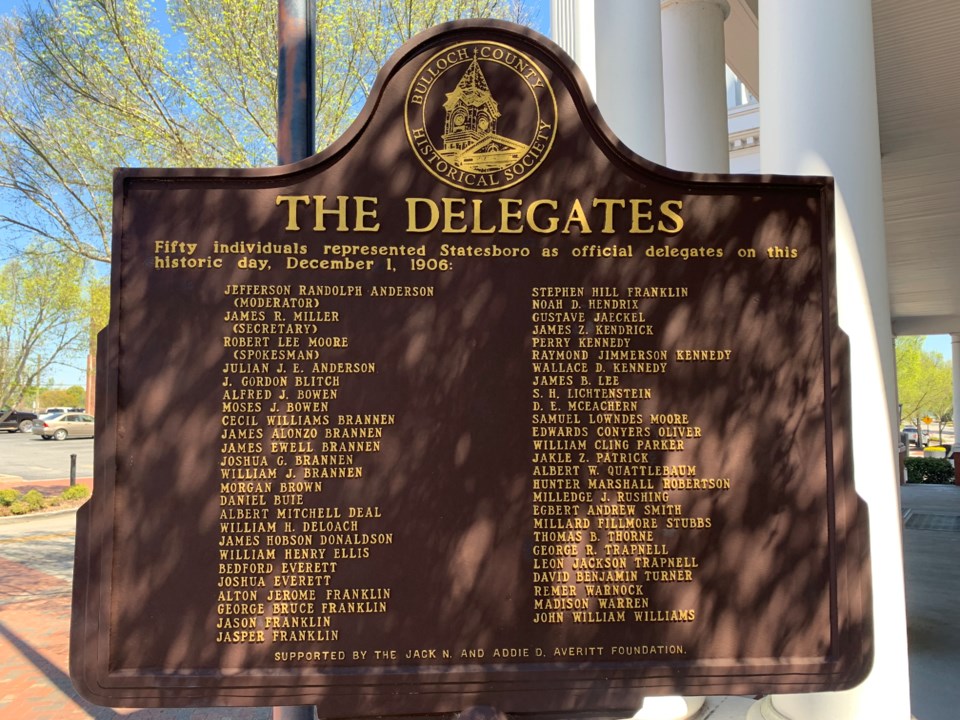 BULLOCH COUNTY
HISTORICAL SOCIETY
THE DELEGATES
Fifty individuals represented Statesboro as official delegates on this
historic day, December 1, 1906:
JEFFERSON RANDOLPH ANDERSON
(MODERATOR)
JAMES R. MILLER
(SECRETARY)
ROBERT LEE MOORE
(SPOKESMAN)
JULIAN J. E. ANDERSON
J. GORDON BLITCH
ALFRED J. BOWEN
MOSES J. BOWEN
CECIL WILLIAMS BRANNEN
JAMES ALONZO BRANNEN
JAMES EWELL BRANNEN
JOSHUA G. BRANNEN
WILLIAM J. BRANNEN
MORGAN BROWN
DANIEL BUIE
ALBERT MITCHELL DEAL
WILLIAM H. DELOACH
JAMES HOBSON DONALDSON
WILLIAM HENRY ELLIS
BEDFORD EVERETT
JOSHUA EVERETT
ALTON JEROME FRANKLIN
GEORGE BRUCE FRANKLIN
JASON FRANKLIN
JASPER FRANKLIN
STEPHEN HILL FRANKLIN
NOAH D. HENDRIX
GUSTAVE JAECKEL
JAMES Z. KENDRICK
PERRY KENNEDY
RAYMOND JIMMERSON KENNEDY
WALLACE D. KENNEDY
JAMES B. LEE
S. H. LICHTENSTEIN
D. E. MCEACHERN
SAMUEL LOWNDES MOORE
EDWARDS CONYERS OLIVER
WILLIAM CLING PARKER
JAKLE Z. PATRICK
ALBERT W. QUATTLEBAUM
HUNTER MARSHALL ROBERTSON
MILLEDGE J. RUSHING
EGBERT ANDREW SMITH
MILLARD FILLMORE STUBBS
THOMAS B. THORNE
GEORGE R. TRAPNELL
LEON JACKSON TRAPNELL
DAVID BENJAMIN TURNER
REMER WARNOCK
MADISON WARREN
JOHN WILLIAM WILLIAMS
SUPPORTED BY THE JACK N. AND ADDIE D. AVERITT FOUNDATION.